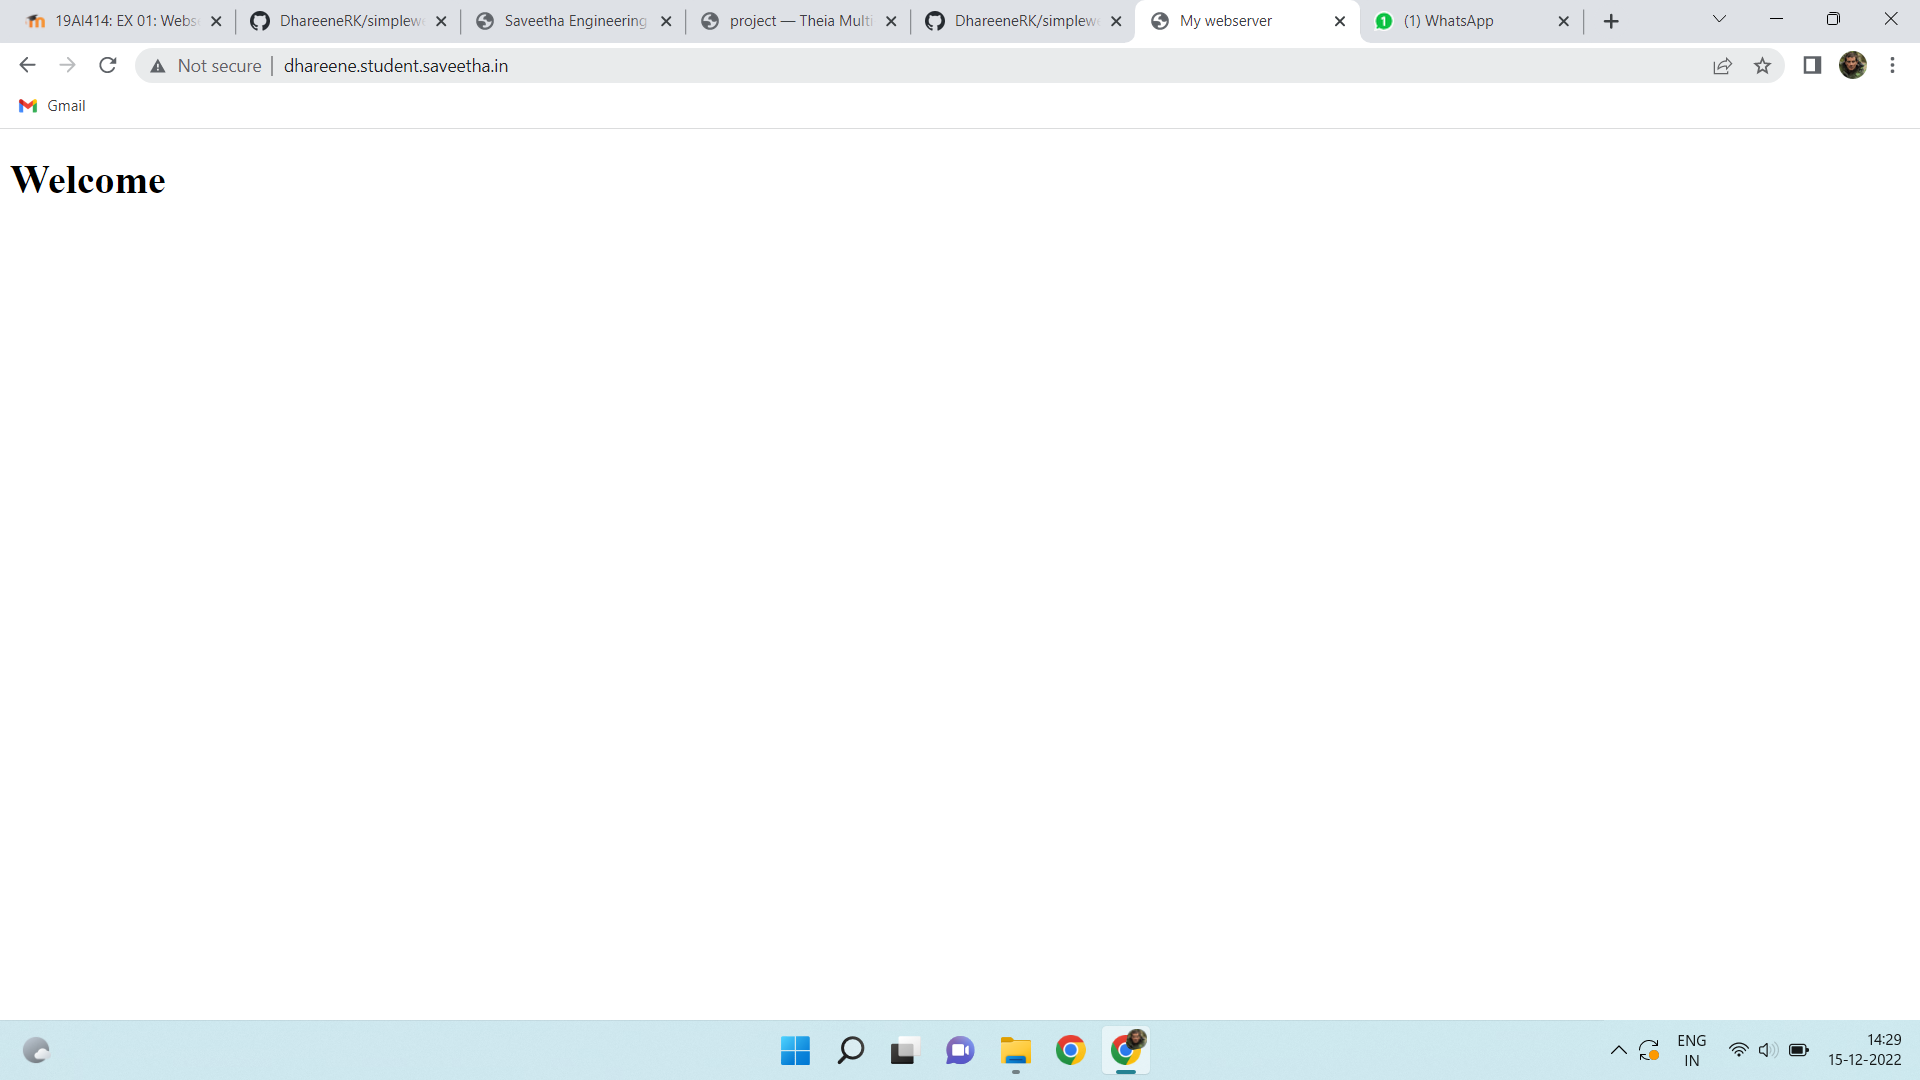 19AI414: EX 01: Webs
DhareeneRK/simplew
Saveetha Engineering
project — Theia Multi
DhareeneRK/simplew
My webserver
(1) WhatsApp
Not secure
dhareene.student.saveetha.in
Gmail
Welcome
ENG
IN
14:29
15-12-2022